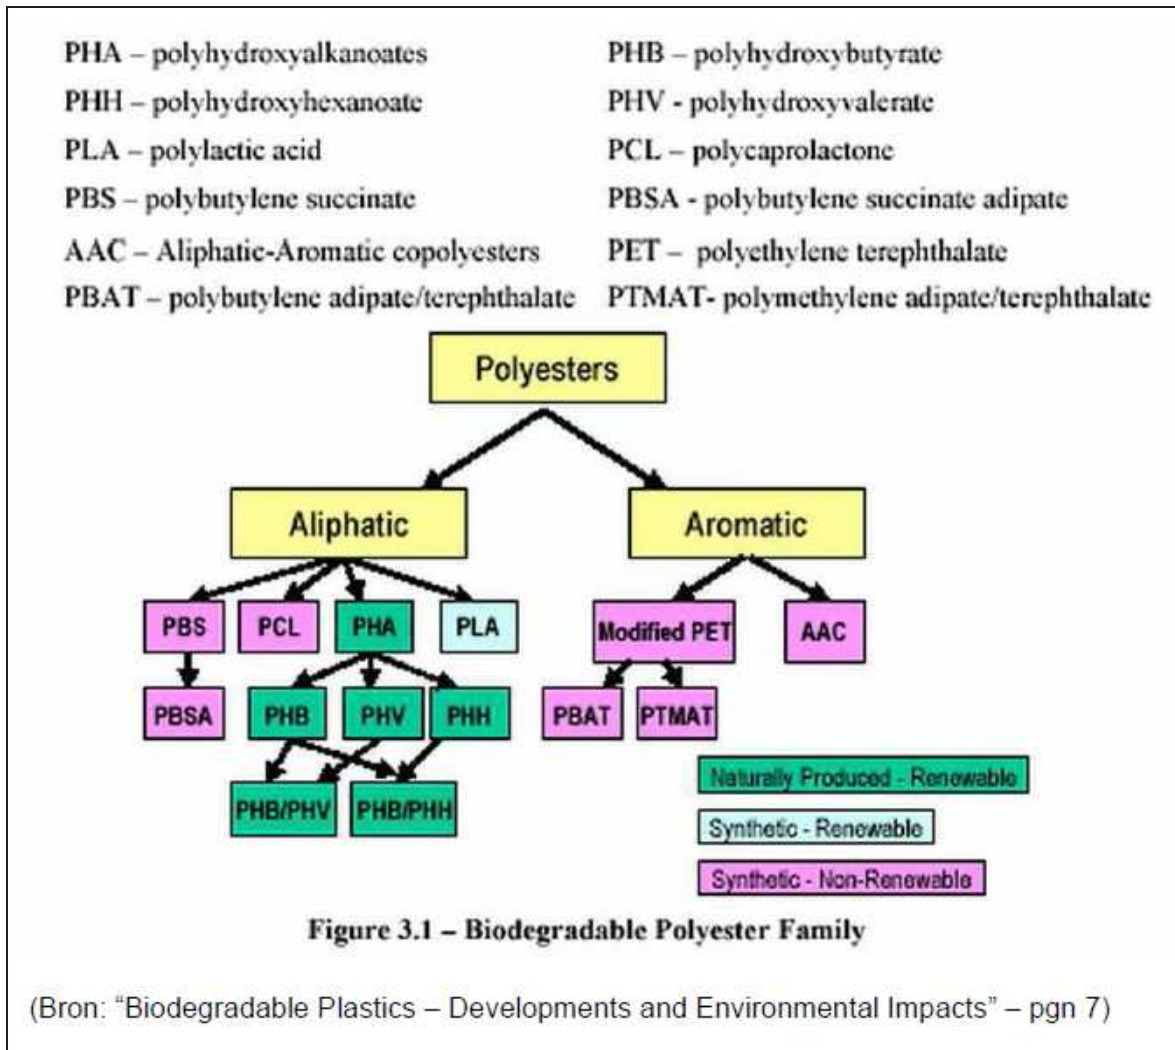 PHA – polyhydroxyalkanoates PHB – polyhydroxybutyrate
PHH – polyhydroxyhexanoate PHV - polyhydroxyvalerate
PLA – polylactic acid PCL – polycaprolactone
PBS – polybutylene succinate PBSA - polybutylene succinate adipate
AAC – Aliphatic-Aromatic copolyesters PET – polyethylene terephthalate
PBAT – polybutylene adipate/terephthalate PTMAT- polymethylene adipate/terephthalate
Polyesters
Aliphatic Aromatic
PBS PCL PHA PLA Modified PET AAC
PBSA PHB PHV PHH PBAT PTMAT
PHB/PHV PHB/PHH
Naturally Produced - Renewable
Synthetic - Renewable
Synthetic - Non-Renewable
Figure 3.1 – Biodegradable Polyester Family
(Bron: “Biodegradable Plastics – Developments and Environmental Impacts” – pgn 7)